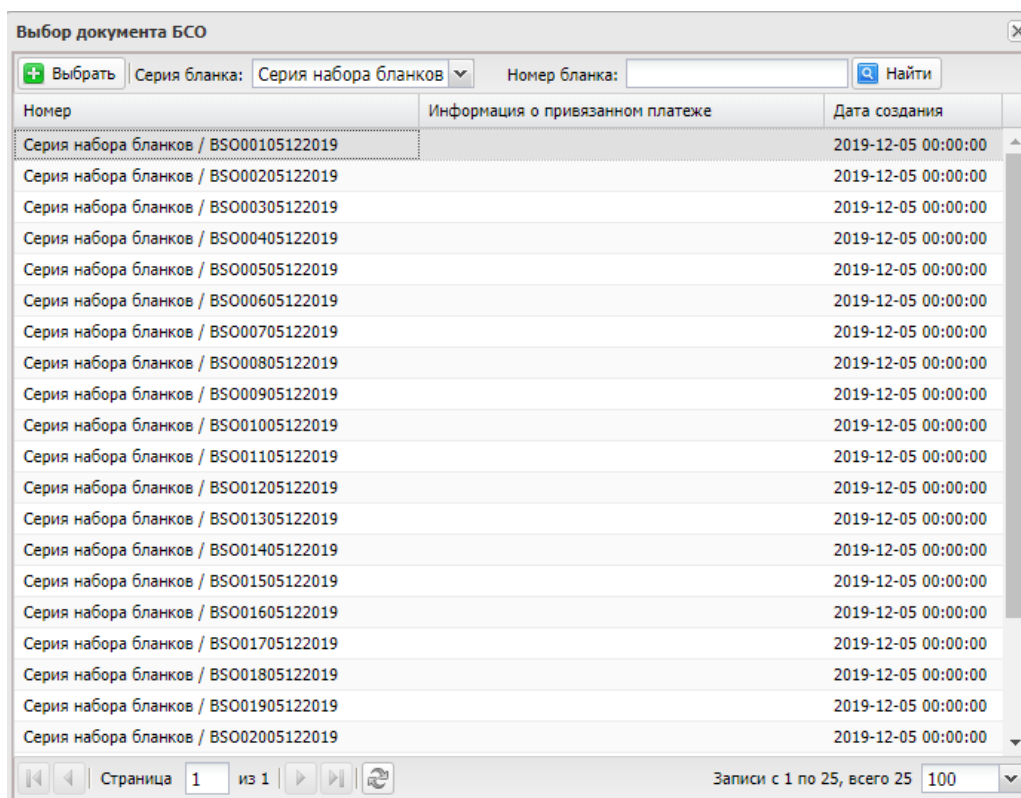 Выбор документа БСО
Выбрать Серия бланка: Серия набора бланков Номер бланка: Найти
Номер Информация о привязанном платеже Дата создания
Серия набора бланков / BSO00105122019 2019-12-05 00:00:00
Серия набора бланков / BSO00205122019 2019-12-05 00:00:00
Серия набора бланков / BSO00305122019 2019-12-05 00:00:00
Серия набора бланков / BSO00405122019 2019-12-05 00:00:00
Серия набора бланков / BSO00505122019 2019-12-05 00:00:00
Серия набора бланков / BSO00605122019 2019-12-05 00:00:00
Серия набора бланков / BSO00705122019 2019-12-05 00:00:00
Серия набора бланков / BSO00805122019 2019-12-05 00:00:00
Серия набора бланков / BSO00905122019 2019-12-05 00:00:00
Серия набора бланков / BSO01005122019 2019-12-05 00:00:00
Серия набора бланков / BSO01105122019 2019-12-05 00:00:00
Серия набора бланков / BSO01205122019 2019-12-05 00:00:00
Серия набора бланков / BSO01305122019 2019-12-05 00:00:00
Серия набора бланков / BSO01405122019 2019-12-05 00:00:00
Серия набора бланков / BSO01505122019 2019-12-05 00:00:00
Серия набора бланков / BSO01605122019 2019-12-05 00:00:00
Серия набора бланков / BSO01705122019 2019-12-05 00:00:00
Серия набора бланков / BSO01805122019 2019-12-05 00:00:00
Серия набора бланков / BSO01905122019 2019-12-05 00:00:00
Серия набора бланков / BSO02005122019 2019-12-05 00:00:00
Страница 1 из 1 Записи с 1 по 25, всего 25 100